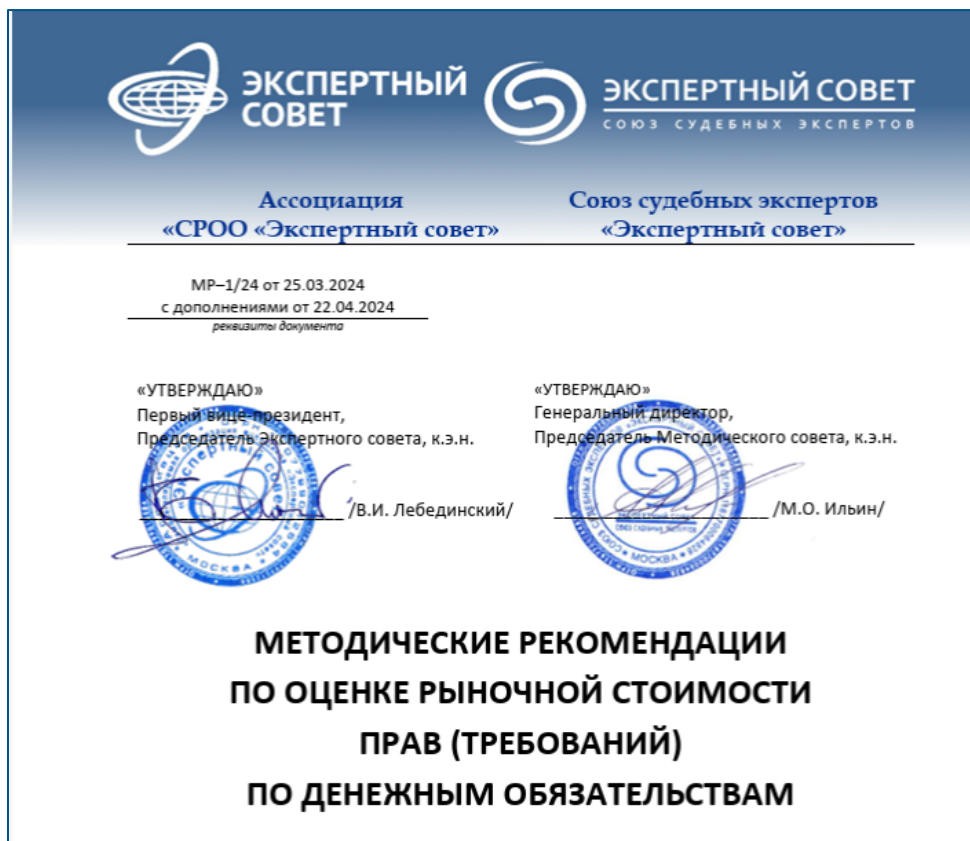 ЭКСПЕРТНЫЙ
СОВЕТ
ЭКСПЕРТНЫЙ СОВЕТ
СОЮЗ СУДЕБНЫХ ЭКСПЕРТОВ
Ассоциация
«СРОО «Экспертный совет»
Союз судебных экспертов
«Экспертный совет»
МР–1/24 от 25.03.2024
с дополнениями от 22.04.2024
реквизиты документа
«УТВЕРЖДАЮ»
Первый вице-президент,
Председатель Экспертного совета, к.э.н.
/В.И. Лебединский/
«УТВЕРЖДАЮ»
Генеральный директор,
Председатель Методического совета, к.э.н.
/М.О. Ильин/
МОСКВА
МОСКВА
МЕТОДИЧЕСКИЕ РЕКОМЕНДАЦИИ
ПО ОЦЕНКЕ РЫНОЧНОЙ СТОИМОСТИ
ПРАВ (ТРЕБОВАНИЙ)
ПО ДЕНЕЖНЫМ ОБЯЗАТЕЛЬСТВАМ